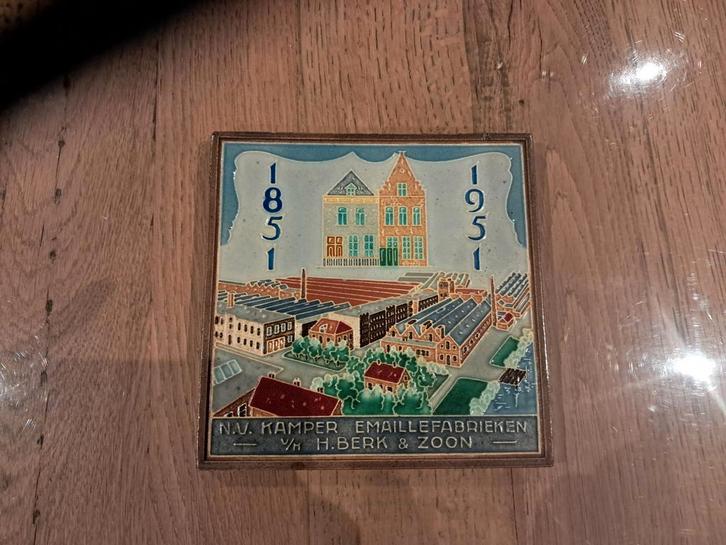 1851
1951
N.V. KAMPER EMAILLEFABRIEKEN
V/H H. BERK & ZOON